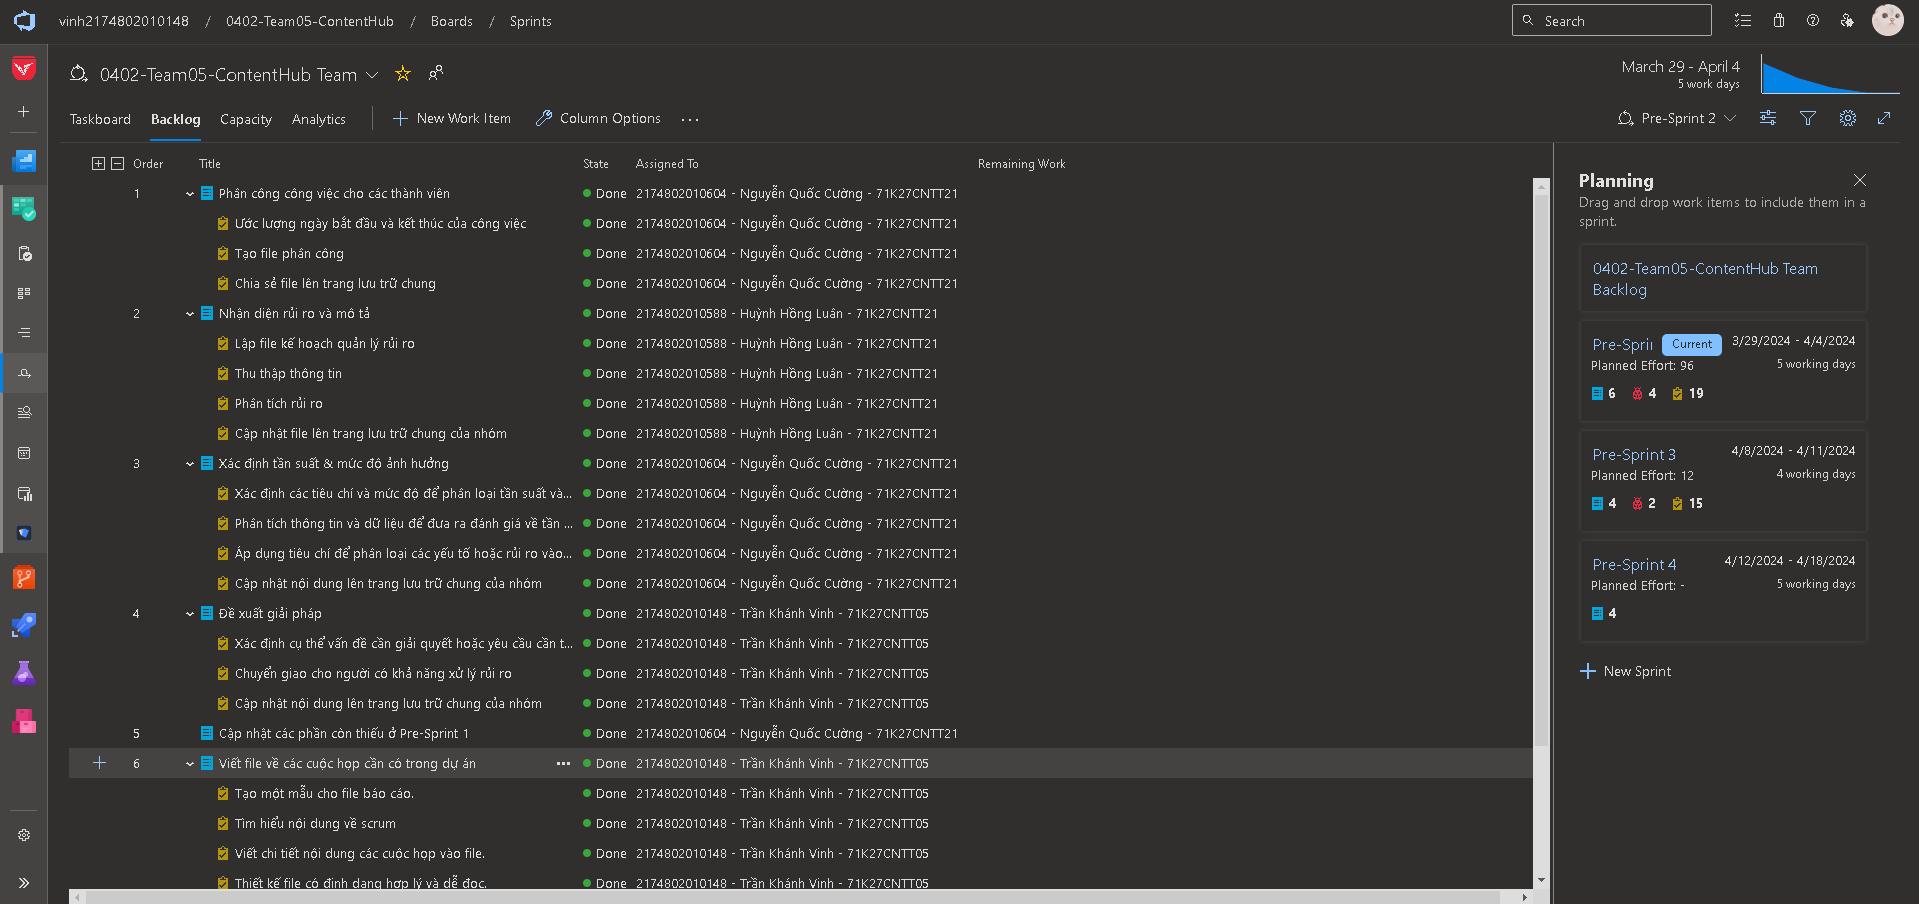 vinh2174802010148 / 0402-Team05-ContentHub / Boards / Sprints
Search
0402-Team05-ContentHub Team
March 29 - April 4
5 work days
Taskboard Backlog Capacity Analytics New Work Item Column Options
Pre-Sprint 2
Order Title State Assigned To Remaining Work
1 Phân công công việc cho các thành viên Done 2174802010604 - Nguyễn Quốc Cường - 71K27CNTT21
Ước lượng ngày bắt đầu và kết thúc của công việc Done 2174802010604 - Nguyễn Quốc Cường - 71K27CNTT21
Tạo file phân công Done 2174802010604 - Nguyễn Quốc Cường - 71K27CNTT21
Chia sẻ file lên trang lưu trữ chung Done 2174802010604 - Nguyễn Quốc Cường - 71K27CNTT21
2 Nhận diện rủi ro và mô tả Done 2174802010588 - Huỳnh Hồng Luân - 71K27CNTT21
Lập file kế hoạch quản lý rủi ro Done 2174802010588 - Huỳnh Hồng Luân - 71K27CNTT21
Thu thập thông tin Done 2174802010588 - Huỳnh Hồng Luân - 71K27CNTT21
Phân tích rủi ro Done 2174802010588 - Huỳnh Hồng Luân - 71K27CNTT21
Cập nhật file lên trang lưu trữ chung của nhóm Done 2174802010588 - Huỳnh Hồng Luân - 71K27CNTT21
3 Xác định tần suất & mức độ ảnh hưởng Done 2174802010604 - Nguyễn Quốc Cường - 71K27CNTT21
Xác định các tiêu chí và mức độ để phân loại tần suất và... Done 2174802010604 - Nguyễn Quốc Cường - 71K27CNTT21
Phân tích thông tin và dữ liệu để đưa ra đánh giá về tần ... Done 2174802010604 - Nguyễn Quốc Cường - 71K27CNTT21
Áp dụng tiêu chí để phân loại các yếu tố hoặc rủi ro vào... Done 2174802010604 - Nguyễn Quốc Cường - 71K27CNTT21
Cập nhật nội dung lên trang lưu trữ chung của nhóm Done 2174802010604 - Nguyễn Quốc Cường - 71K27CNTT21
4 Đề xuất giải pháp Done 2174802010148 - Trần Khánh Vinh - 71K27CNTT05
Xác định cụ thể vấn đề cần giải quyết hoặc yêu cầu cần t... Done 2174802010148 - Trần Khánh Vinh - 71K27CNTT05
Chuyển giao cho người có khả năng xử lý rủi ro Done 2174802010148 - Trần Khánh Vinh - 71K27CNTT05
Cập nhật nội dung lên trang lưu trữ chung của nhóm Done 2174802010148 - Trần Khánh Vinh - 71K27CNTT05
5 Cập nhật các phần còn thiếu ở Pre-Sprint 1 Done 2174802010604 - Nguyễn Quốc Cường - 71K27CNTT21
6 Viết file về các cuộc họp cần có trong dự án ... Done 2174802010148 - Trần Khánh Vinh - 71K27CNTT05
Tạo một mẫu cho file báo cáo. Done 2174802010148 - Trần Khánh Vinh - 71K27CNTT05
Tìm hiểu nội dung về scrum Done 2174802010148 - Trần Khánh Vinh - 71K27CNTT05
Viết chi tiết nội dung các cuộc họp vào file. Done 2174802010148 - Trần Khánh Vinh - 71K27CNTT05
Thiết kế file có định dạng hợp lý và dễ đọc. Done 2174802010148 - Trần Khánh Vinh - 71K27CNTT05
Planning
Drag and drop work items to include them in a
sprint.
0402-Team05-ContentHub Team
Backlog
Pre-Sprin Current 3/29/2024 - 4/4/2024
Planned Effort: 96 5 working days
6 4 19
Pre-Sprint 3 4/8/2024 - 4/11/2024
Planned Effort: 12 4 working days
4 2 15
Pre-Sprint 4 4/12/2024 - 4/18/2024
Planned Effort: - 5 working days
4
New Sprint